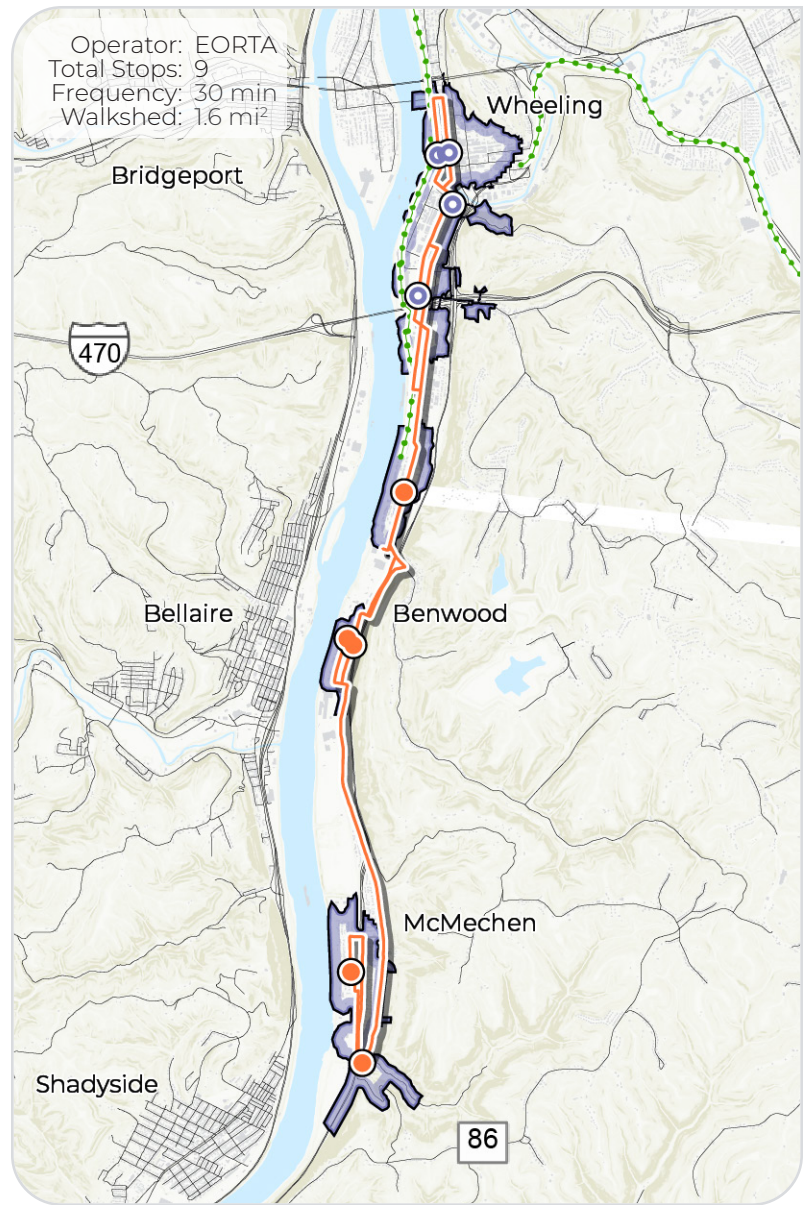 Operator: EORTA
Total Stops: 9
Frequency: 30 min
Walkshed: 1.6 mi²
Wheeling
Bridgeport
470
Bellaire
Benwood
McMechen
Shadyside
86